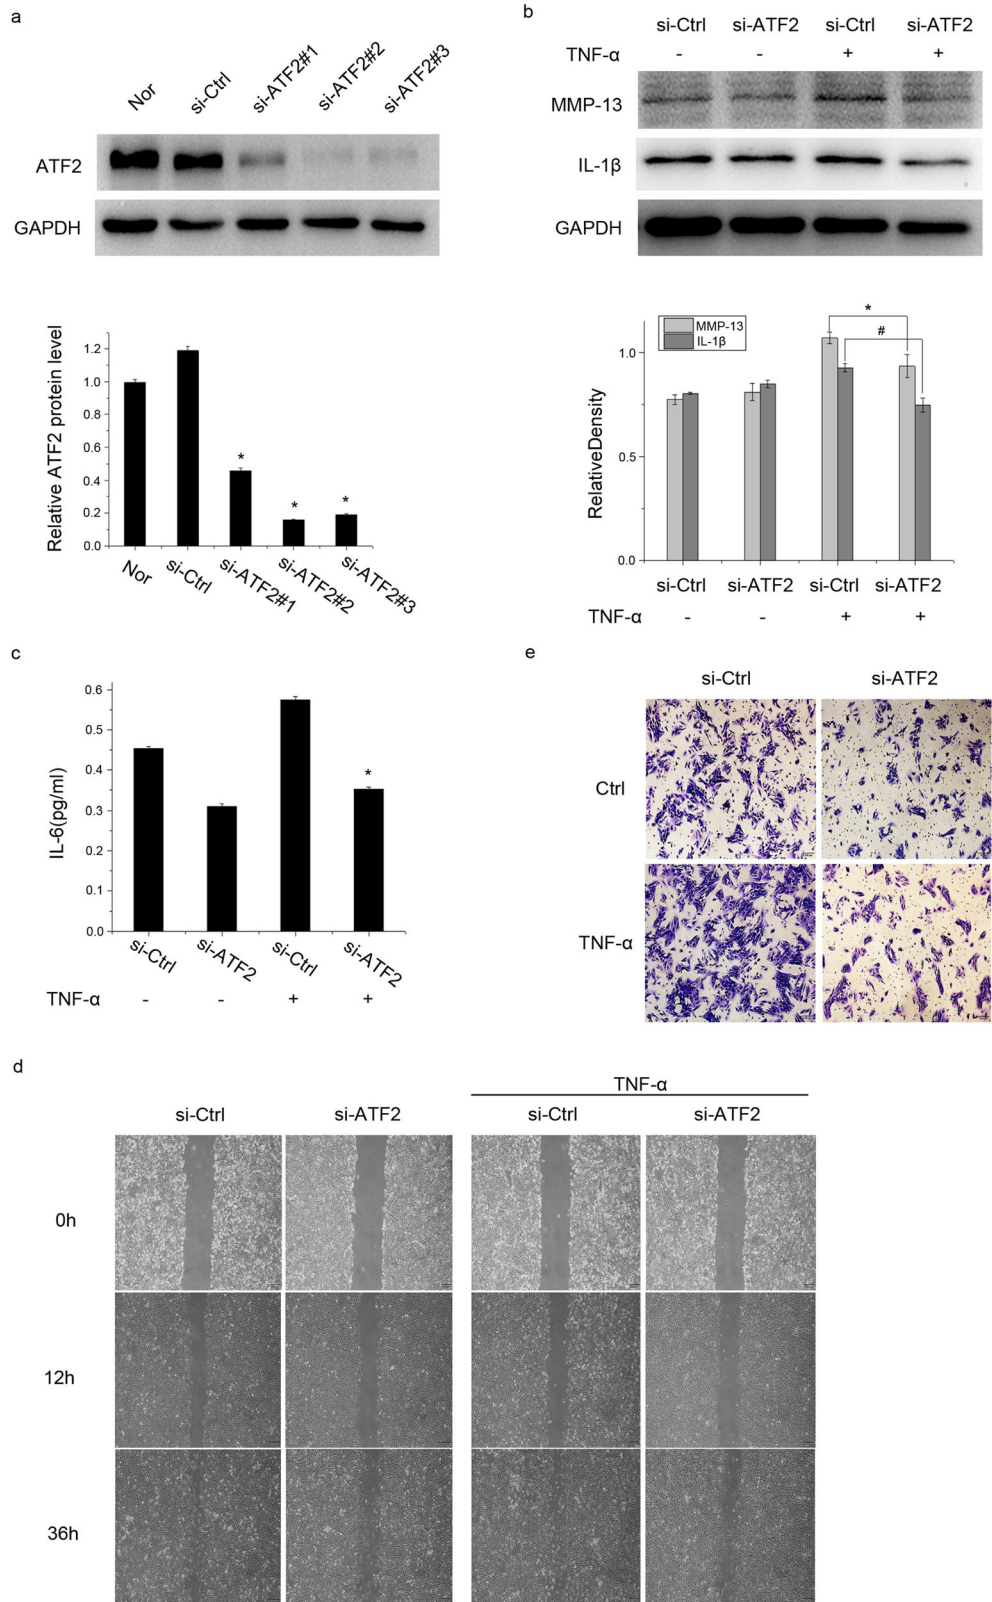 a
Nor si-Ctrl si-ATF2#1 si-ATF2#2 si-ATF2#3
ATF2
GAPDH
Relative ATF2 protein level
1.2
1.0
0.8
0.6
0.4
0.2
0.0
* * *
Nor si-Ctrl si-ATF2#1 si-ATF2#2 si-ATF2#3
b
si-Ctrl si-ATF2 si-Ctrl si-ATF2
TNF-α - - + +
MMP-13
IL-1β
GAPDH
MMP-13
IL-1β
* #
RelativeDensity
1.0
0.5
0.0
si-Ctrl si-ATF2 si-Ctrl si-ATF2
TNF-α - - + +
c
IL-6(pg/ml)
0.6
0.5
0.4
0.3
0.2
0.1
0.0
*
si-Ctrl si-ATF2 si-Ctrl si-ATF2
TNF-α - - + +
e
si-Ctrl si-ATF2
Ctrl
TNF-α
d
TNF-α
si-Ctrl si-ATF2 si-Ctrl si-ATF2
0h
12h
36h